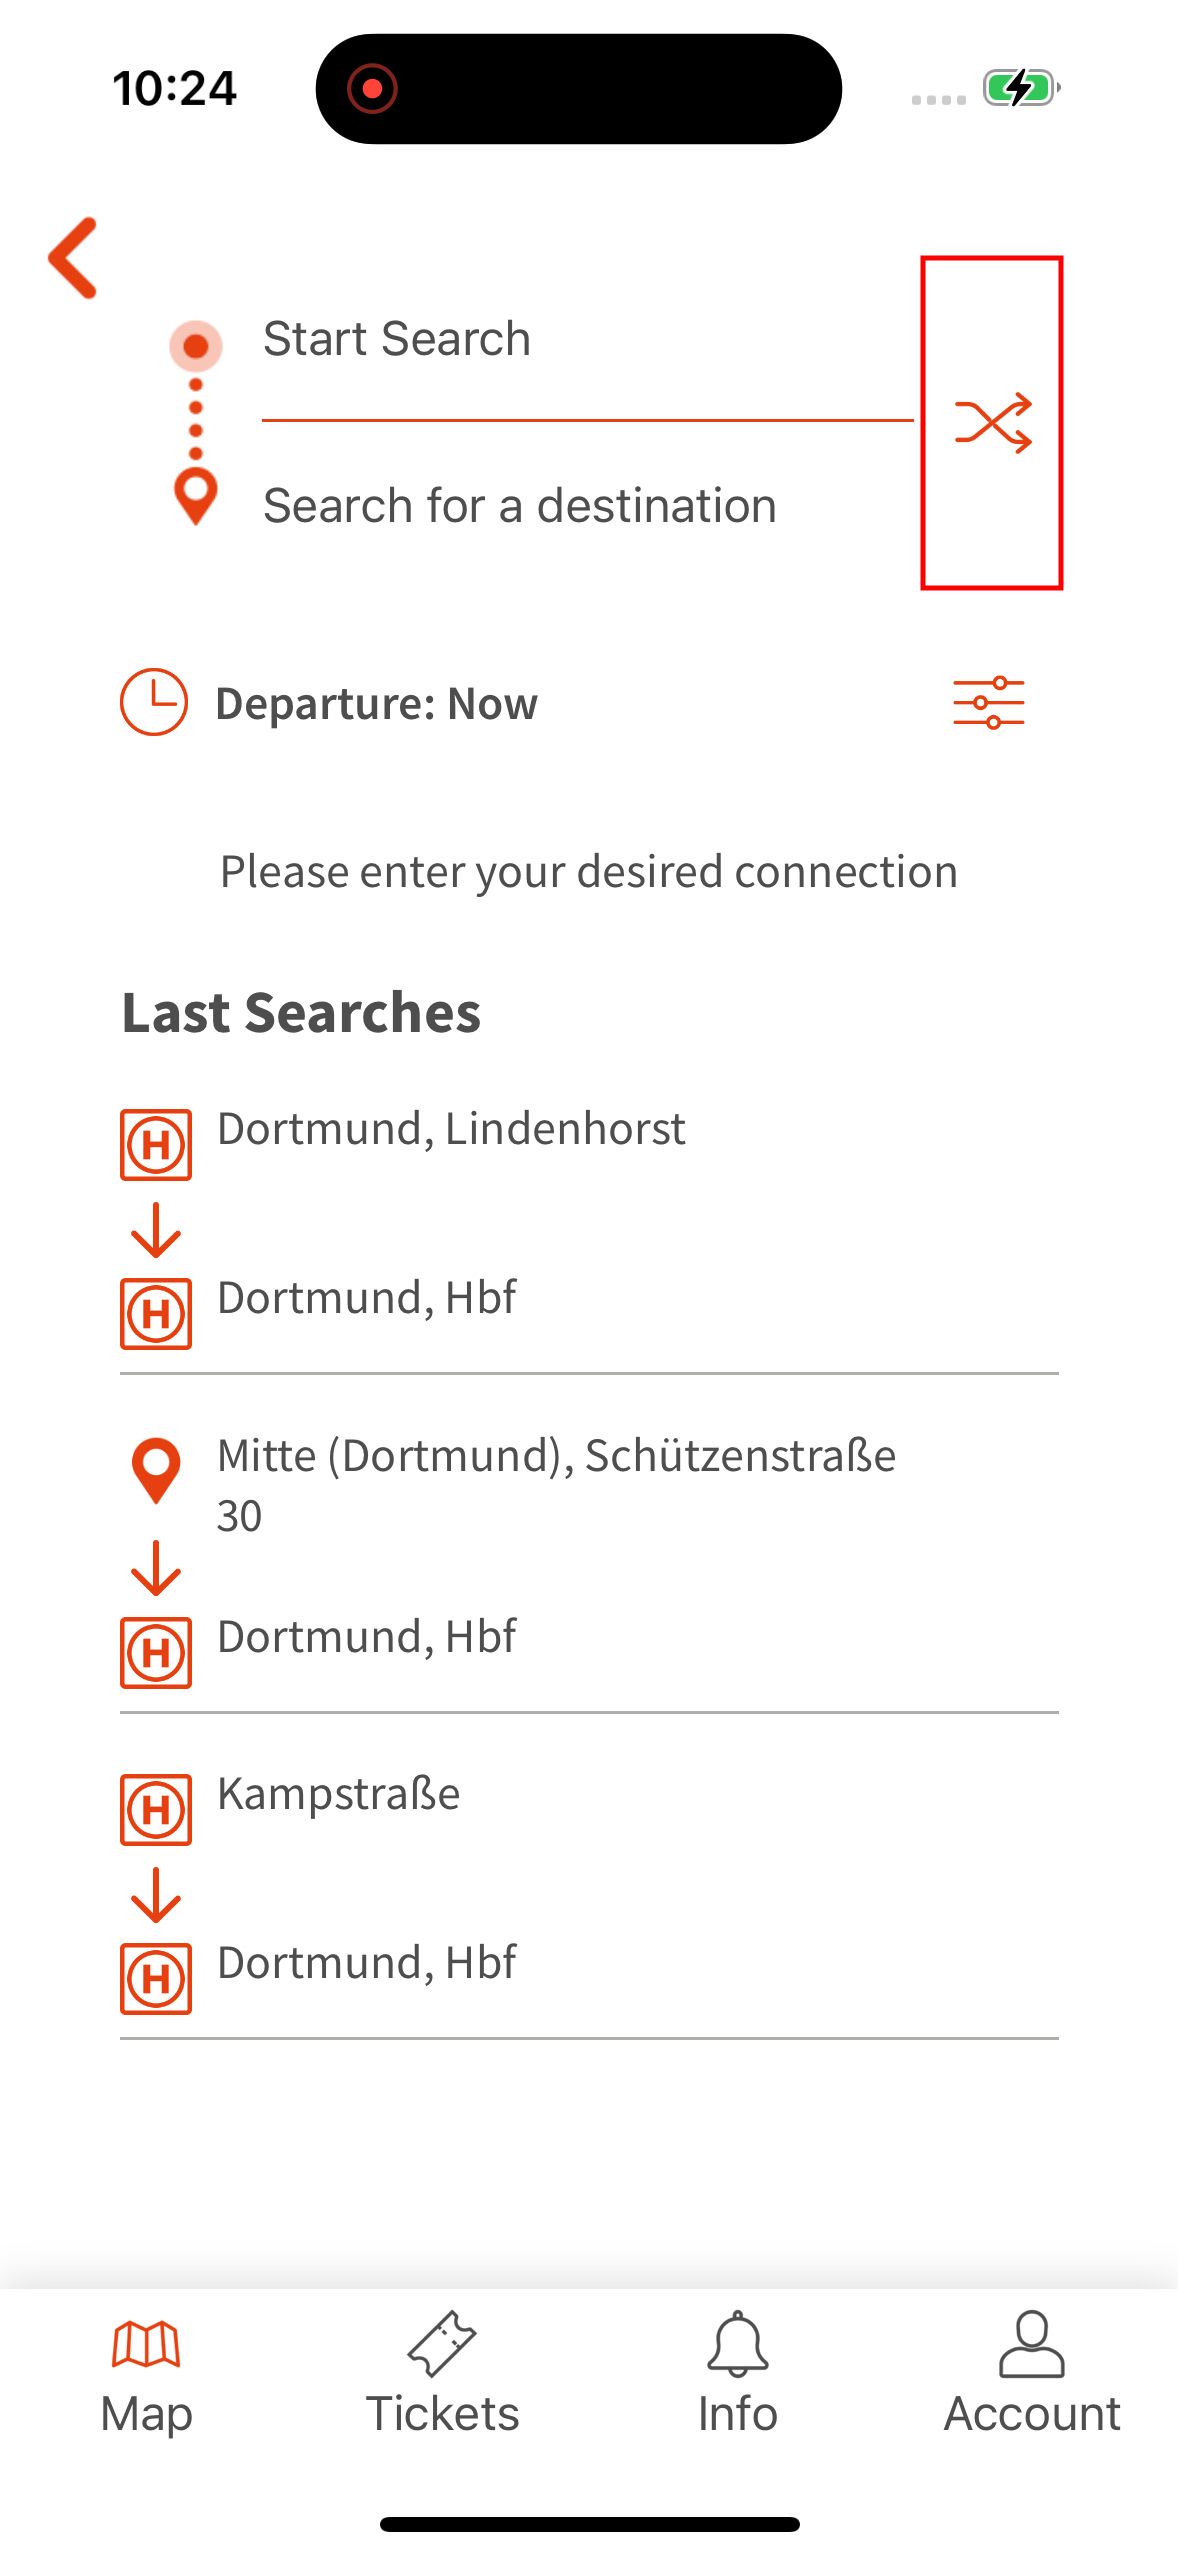 10:24
Start Search
Search for a destination
Departure: Now
Please enter your desired connection
Last Searches
H Dortmund, Lindenhorst
H Dortmund, Hbf
Mitte (Dortmund), Schützenstraße
30
H Dortmund, Hbf
H Kampstraße
H Dortmund, Hbf
Map Tickets Info Account